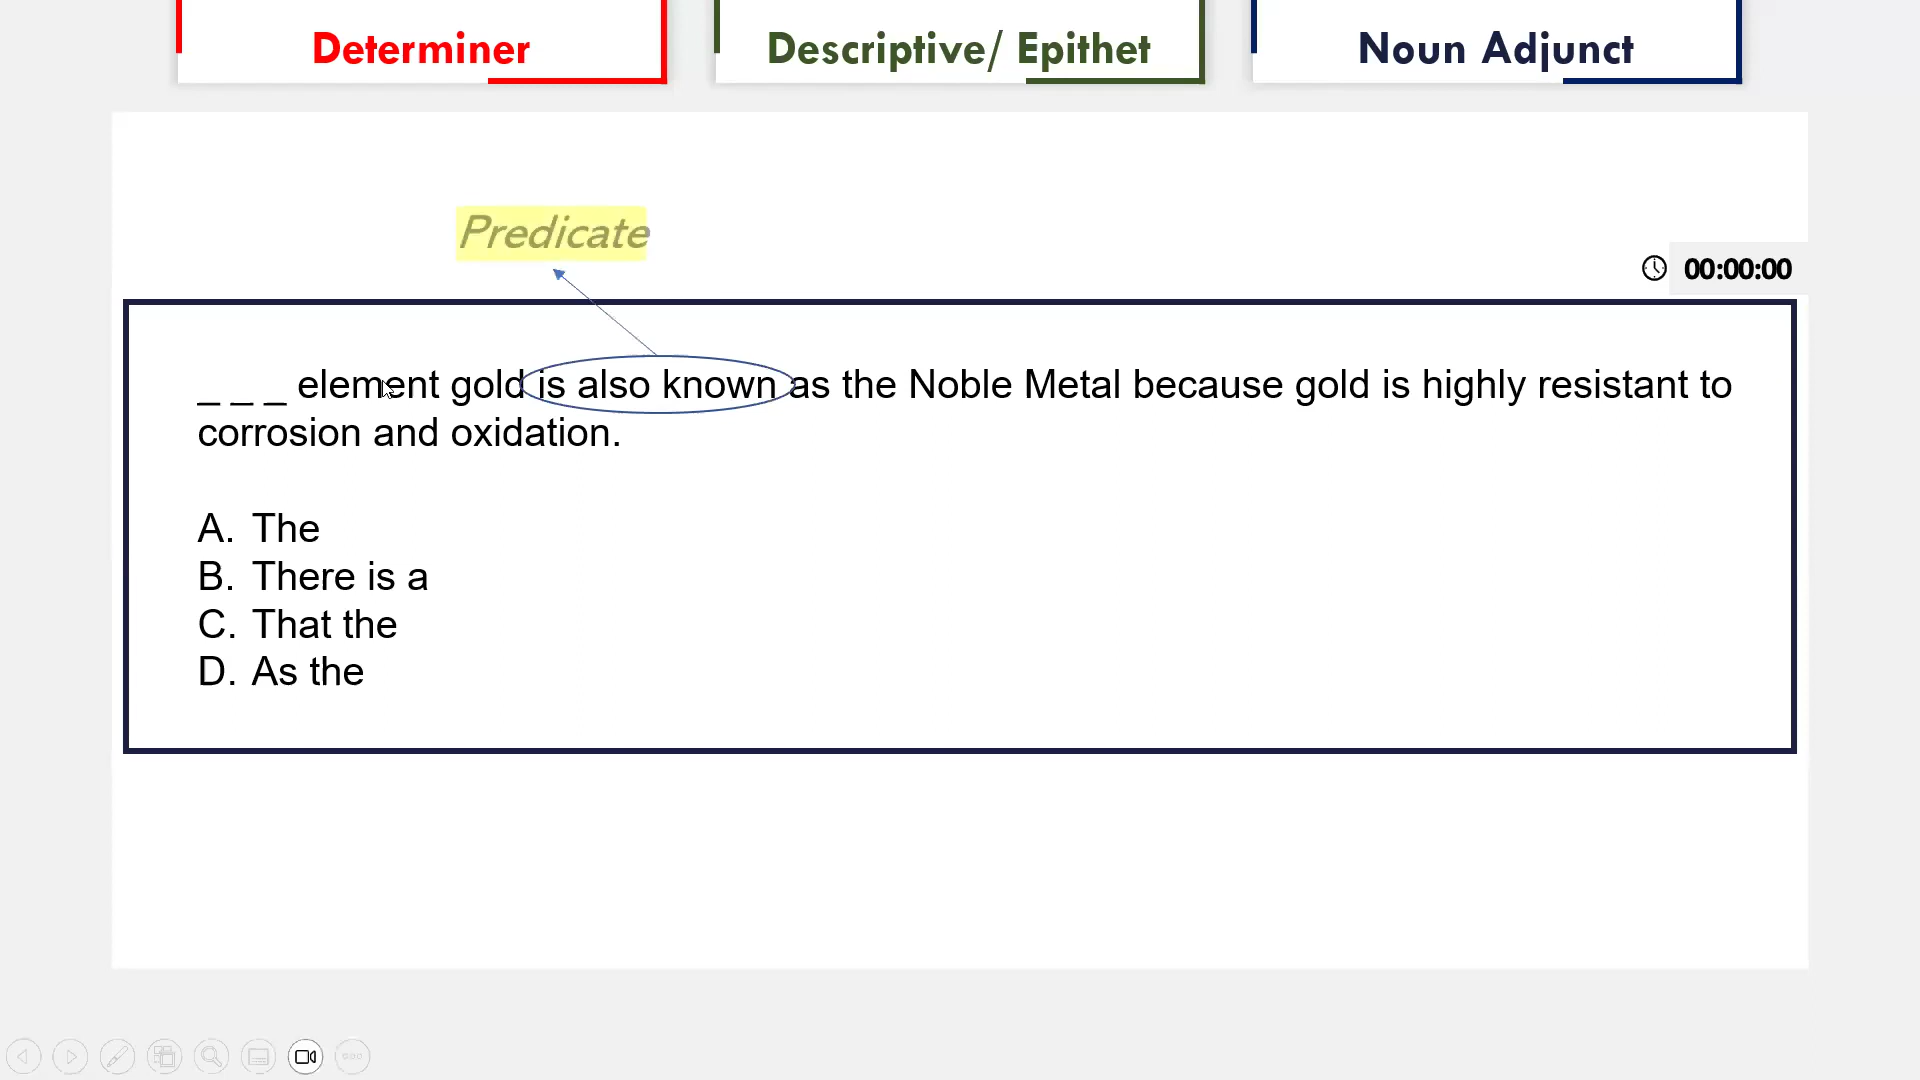 Determiner
Descriptive/ Epithet
Noun Adjunct
Predicate
00:00:00
_ _ _ element gold is also known as the Noble Metal because gold is highly resistant to
corrosion and oxidation.
A. The
B. There is a
C. That the
D. As the